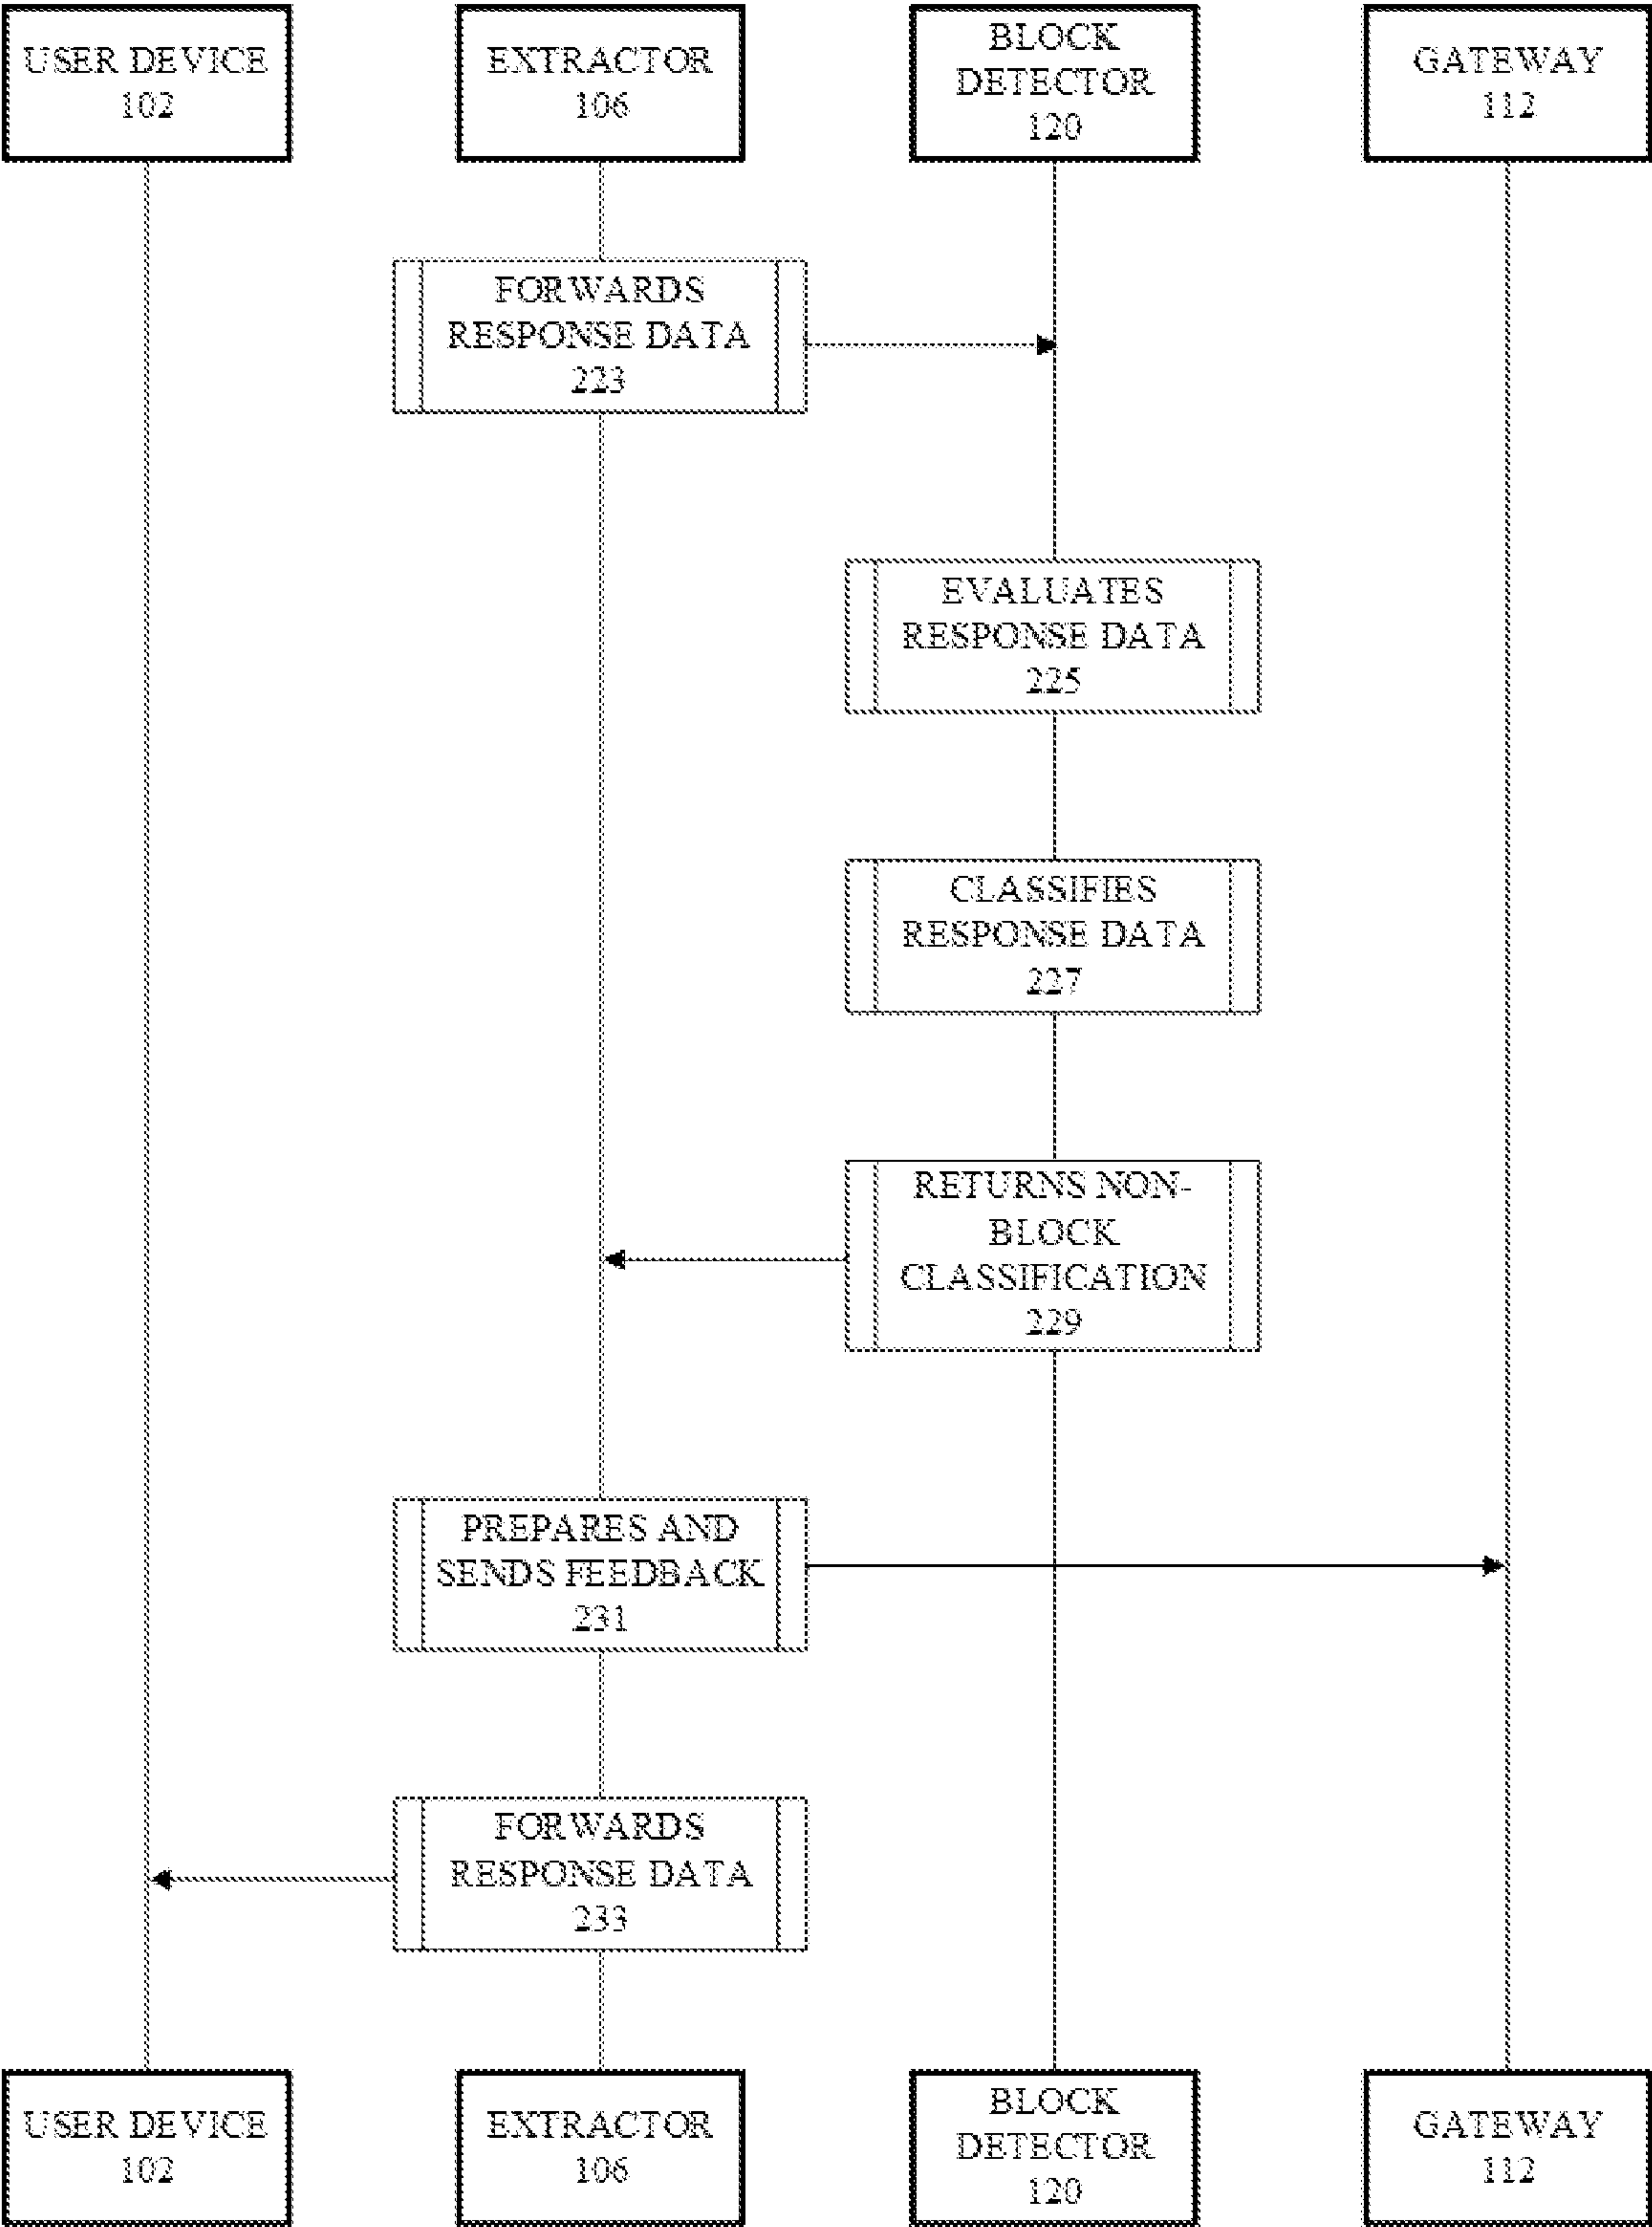 USER DEVICE
102
EXTRACTOR
106
BLOCK
DETECTOR
120
GATEWAY
112
FORWARDS
RESPONSE DATA
223
EVALUATES
RESPONSE DATA
225
CLASSIFIES
RESPONSE DATA
227
RETURNS NON-
BLOCK
CLASSIFICATION
229
PREPARES AND
SENDS FEEDBACK
231
FORWARDS
RESPONSE DATA
233
USER DEVICE
102
EXTRACTOR
106
BLOCK
DETECTOR
120
GATEWAY
112